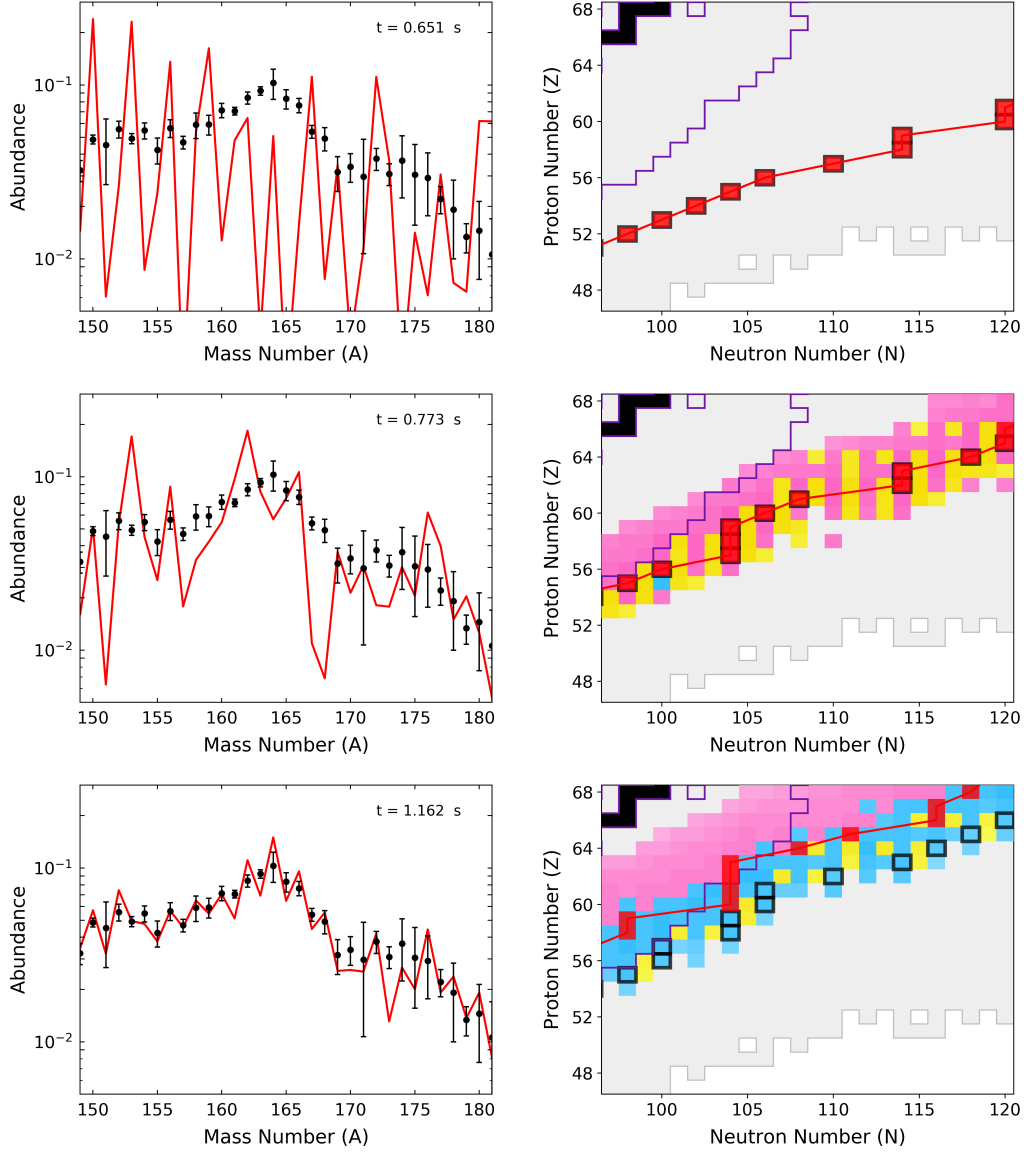 t = 0.651 s
10⁻¹
10⁻²
Abundance
150 155 160 165 170 175 180
Mass Number (A)
68
64
60
56
52
48
Proton Number (Z)
100 105 110 115 120
Neutron Number (N)
t = 0.773 s
10⁻¹
10⁻²
Abundance
150 155 160 165 170 175 180
Mass Number (A)
68
64
60
56
52
48
Proton Number (Z)
100 105 110 115 120
Neutron Number (N)
t = 1.162 s
10⁻¹
10⁻²
Abundance
150 155 160 165 170 175 180
Mass Number (A)
68
64
60
56
52
48
Proton Number (Z)
100 105 110 115 120
Neutron Number (N)